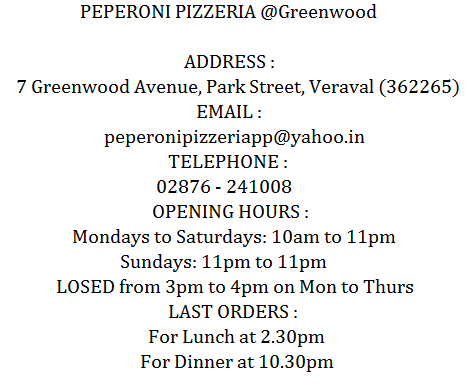 PEPERONI PIZZERIA @Greenwood
ADDRESS :
7 Greenwood Avenue, Park Street, Veraval (362265)
EMAIL :
peperonipizzeriapp@yahoo.in
TELEPHONE :
02876 - 241008
OPENING HOURS :
Mondays to Saturdays: 10am to 11pm
Sundays: 11pm to 11pm
LOSED from 3pm to 4pm on Mon to Thurs
LAST ORDERS :
For Lunch at 2.30pm
For Dinner at 10.30pm